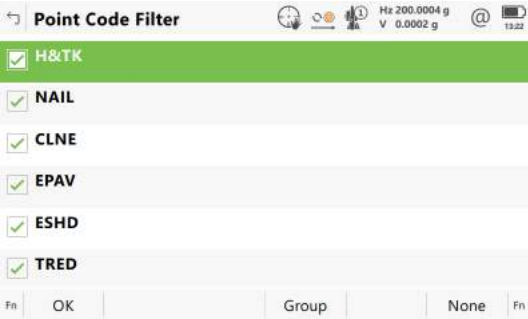 Point Code Filter
1
Hz 200.0004 g
V 0.0002 g
@
13:22
H&TK
NAIL
CLNE
EPAV
ESHD
TRED
Fn OK Group None Fn